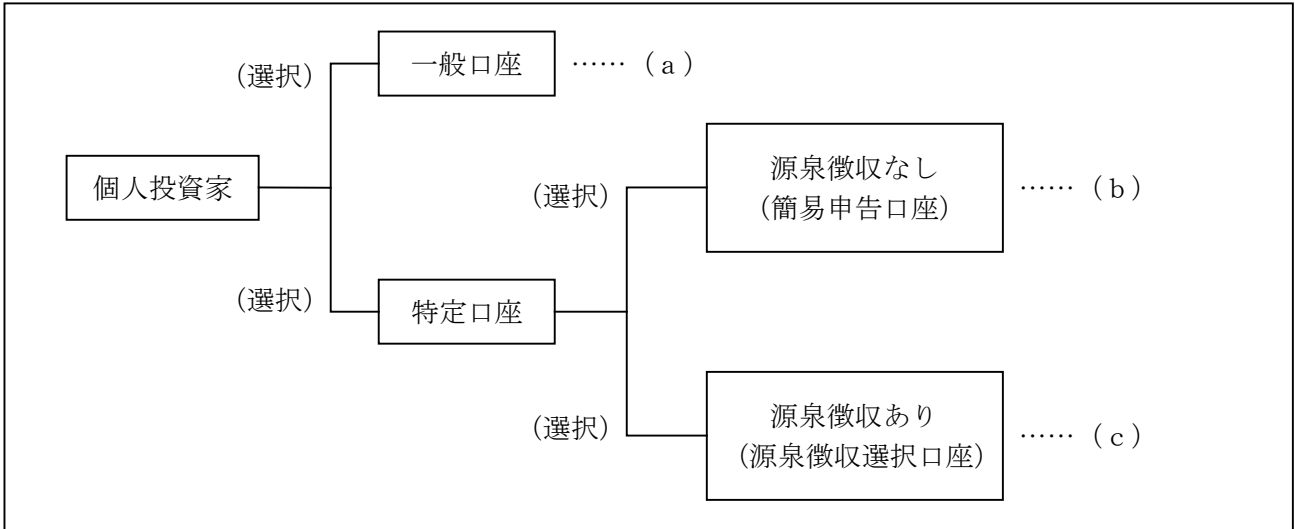 (選択)
一般口座
……（a）
個人投資家
(選択)
特定口座
(選択)
源泉徴収なし
（簡易申告口座）
……（b）
(選択)
源泉徴収あり
（源泉徴収選択口座）
……（c）